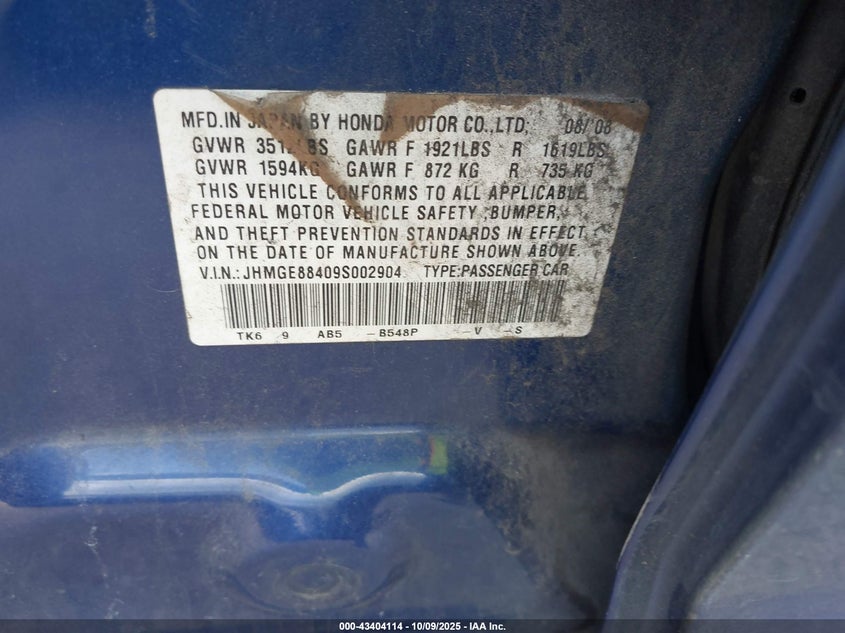 MFD.IN JAPAN BY HONDA MOTOR CO.,LTD; 08/'08
GVWR 3512LBS GAWR F 1921LBS R 1619LBS
GVWR 1594KG GAWR F 872 KG R 735 KG
THIS VEHICLE CONFORMS TO ALL APPLICABLE
FEDERAL MOTOR VEHICLE SAFETY ,BUMPER,
AND THEFT PREVENTION STANDARDS IN EFFECT
ON THE DATE OF MANUFACTURE SHOWN ABOVE.
V.I.N.: JHMGE88409S002904 TYPE:PASSENGER CAR
TK6 9 AB5 -B548P -V -S
000-43404114 - 10/09/2025 - IAA Inc.